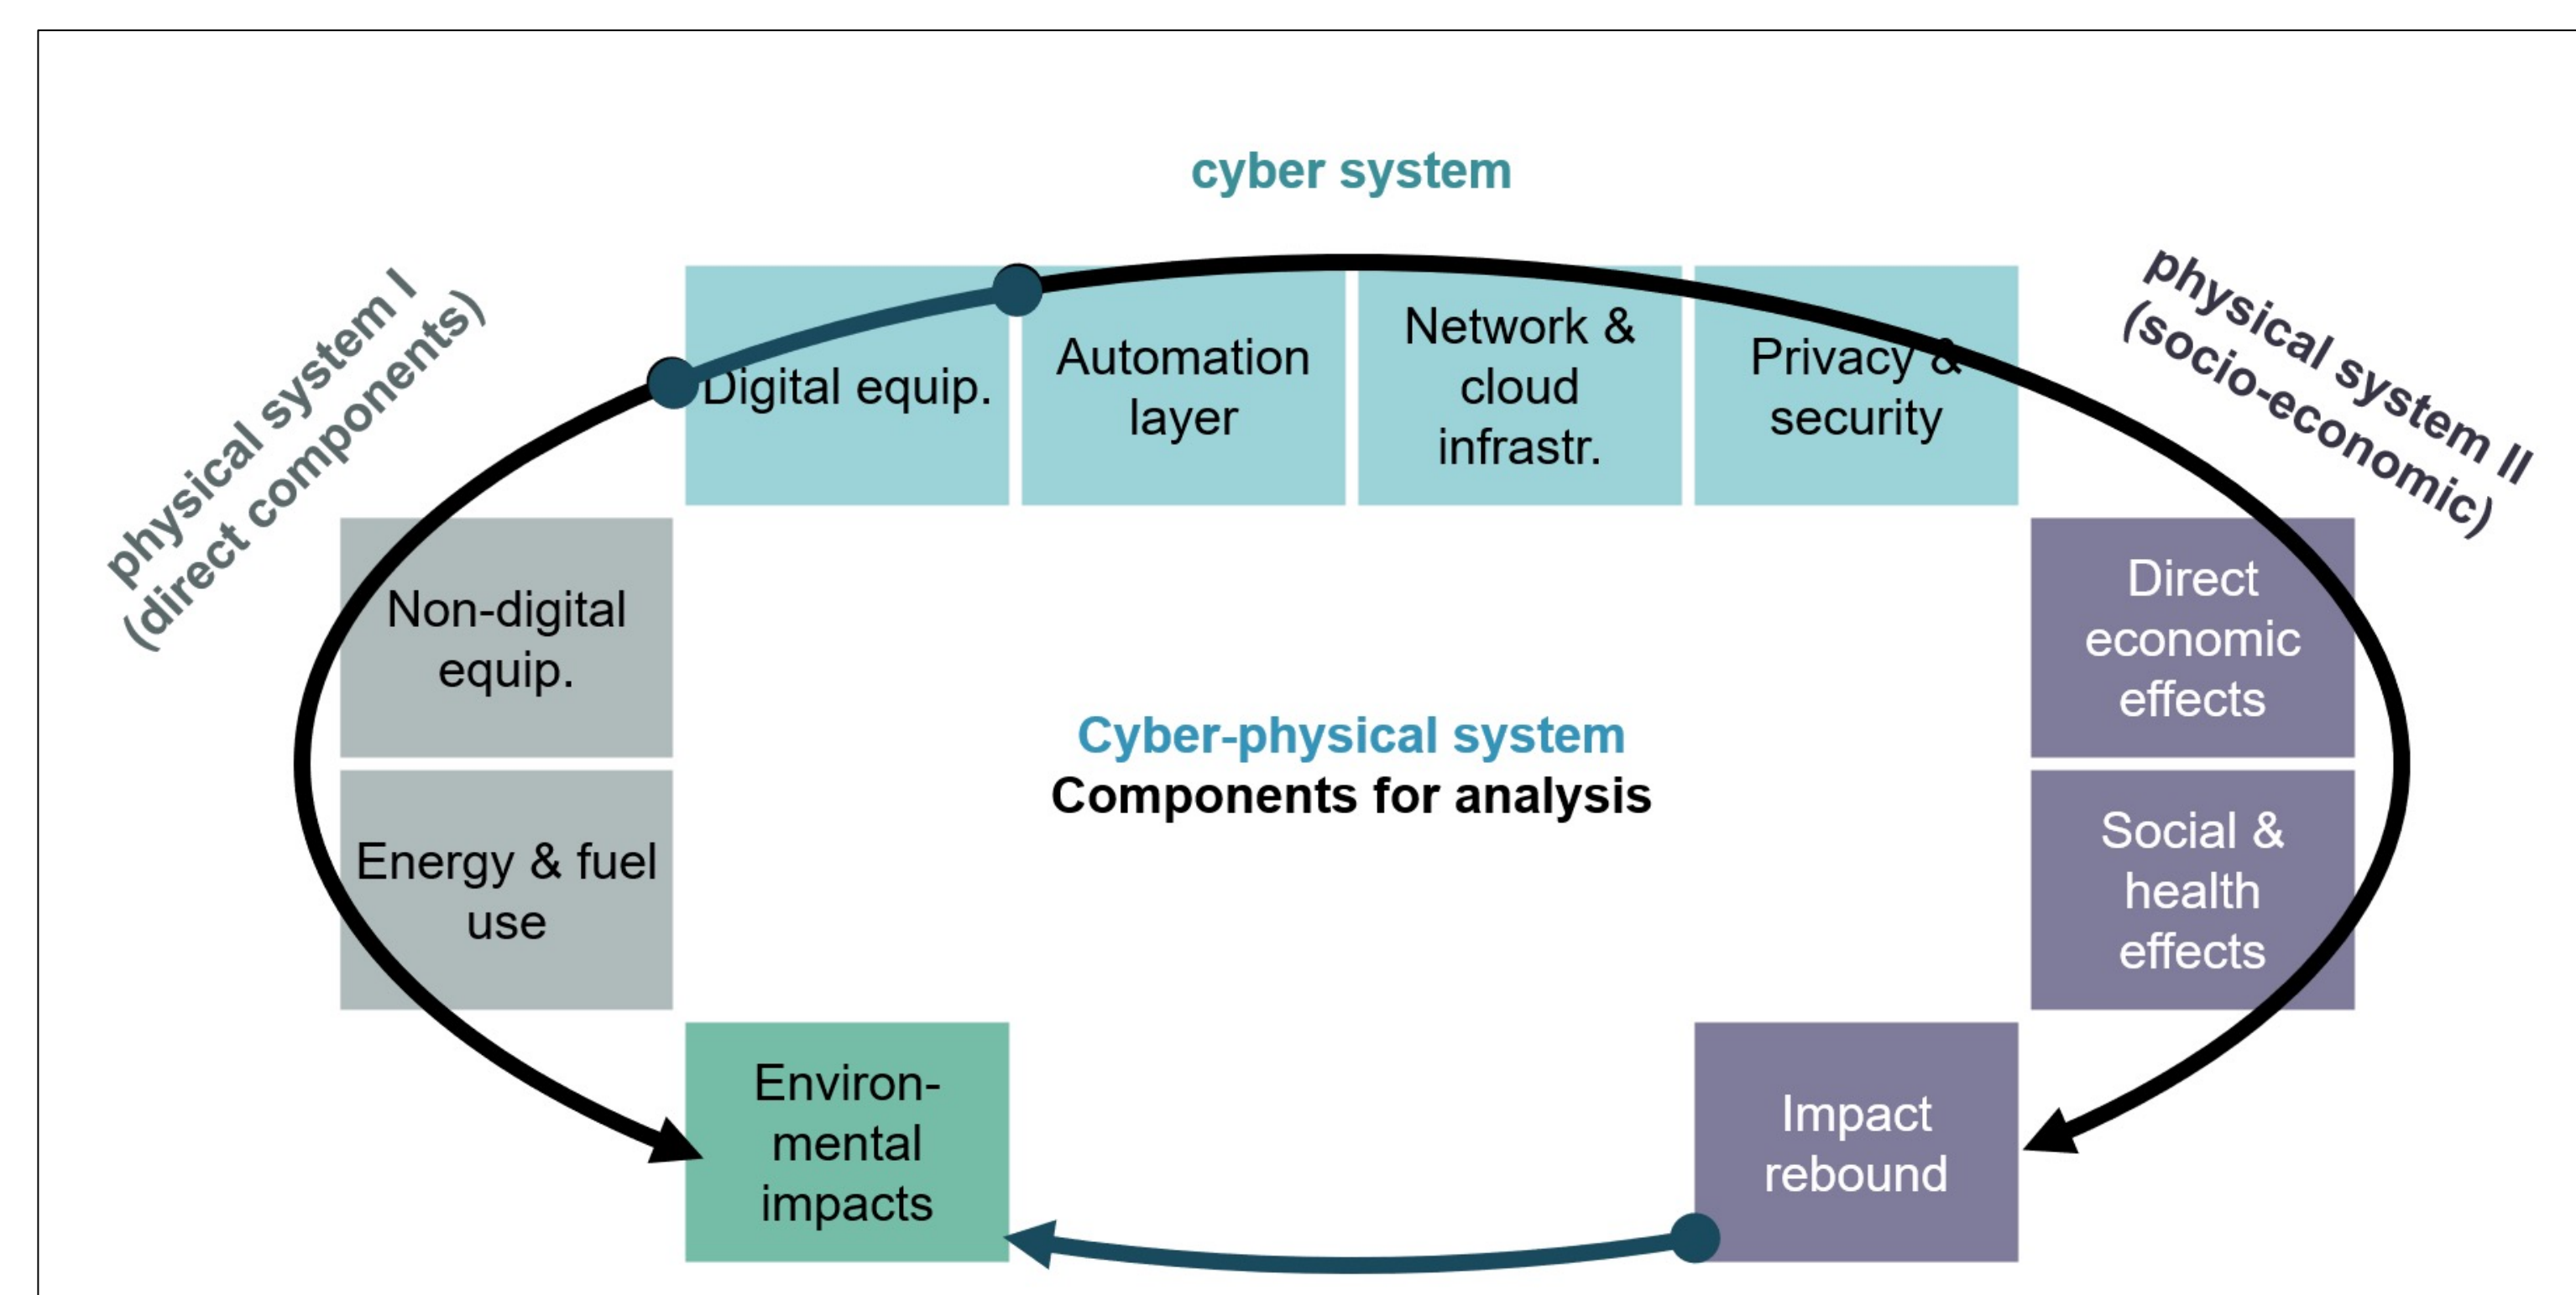 cyber system
physical system I
(direct components)
physical system II
(socio-economic)
Digital equip.
Automation
layer
Network &
cloud
infrastr.
Privacy &
security
Non-digital
equip.
Direct
economic
effects
Cyber-physical system
Components for analysis
Energy & fuel
use
Social &
health
effects
Environ-
mental
impacts
Impact
rebound